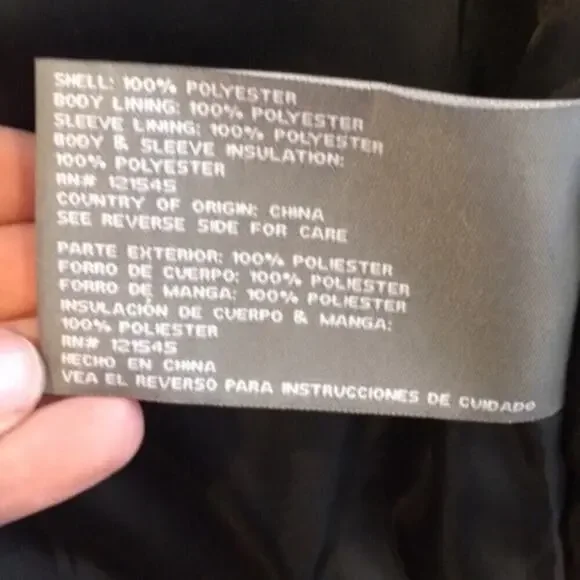 SHELL: 100% POLYESTER
BODY LINING: 100% POLYESTER
SLEEVE LINING: 100% POLYESTER
BODY & SLEEVE INSULATION:
100% POLYESTER
RN# 121545
COUNTRY OF ORIGIN: CHINA
SEE REVERSE SIDE FOR CARE
PARTE EXTERIOR: 100% POLIESTER
FORRO DE CUERPO: 100% POLIESTER
FORRO DE MANGA: 100% POLIESTER
INSULACIÓN DE CUERPO & MANGA:
100% POLIESTER
RN# 121545
HECHO EN CHINA
VEA EL REVERSO PARA INSTRUCCIONES DE CUIDADO